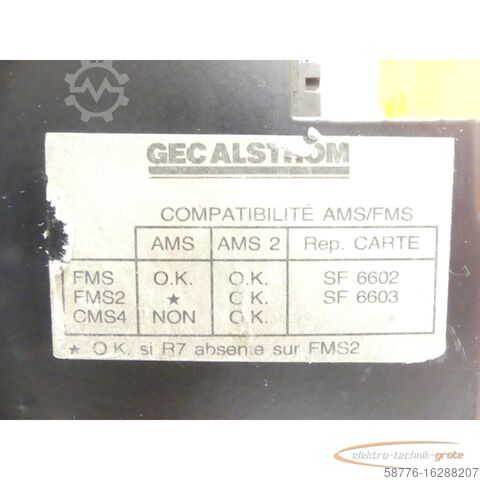 GEC ALSTHOM
COMPATIBILITÉ AMS/FMS
AMS AMS 2 Rep. CARTE
FMS O.K. O.K. SF 6602
FMS2 ★ O.K. SF 6603
CMS4 NON O.K.
★ O.K. si R7 absente sur FMS2
elektro-technik-grote
58776-16288207